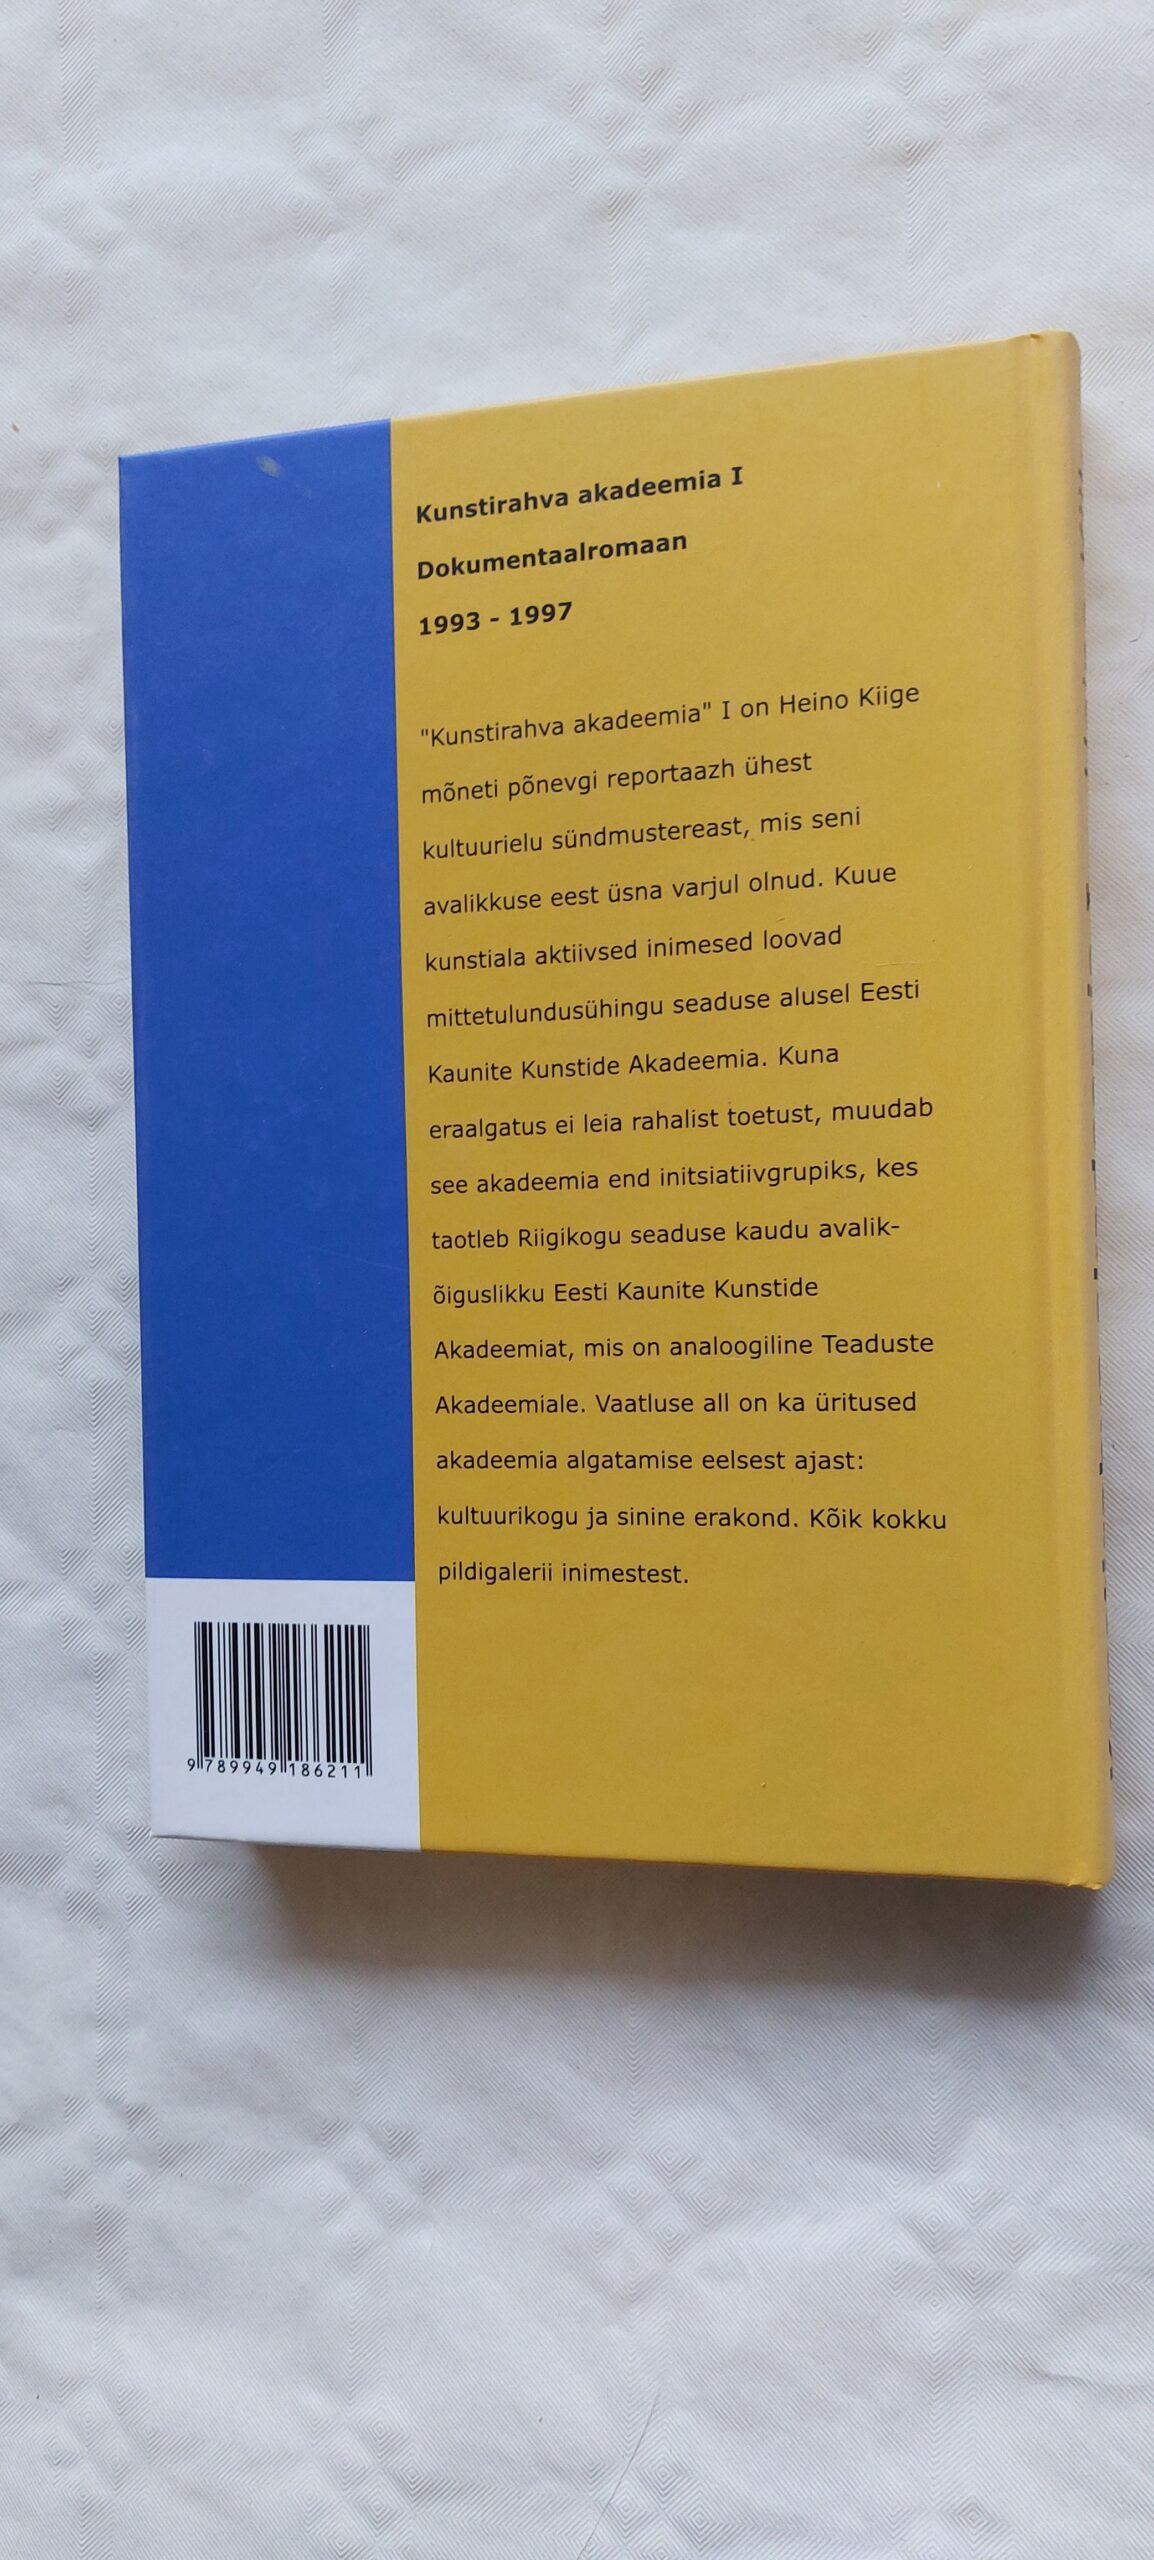 Kunstirahva akadeemia I
Dokumentaalromaan
1993 - 1997
"Kunstirahva akadeemia" I on Heino Kiige
mõneti põnevgi reportaazh ühest
kultuurielu sündmustereast, mis seni
avalikkuse eest üsna varjul olnud. Kuue
kunstiala aktiivsed inimesed loovad
mittetulundusühingu seaduse alusel Eesti
Kaunite Kunstide Akadeemia. Kuna
eraalgatus ei leia rahalist toetust, muudab
see akadeemia end initsiatiivgrupiks, kes
taotleb Riigikogu seaduse kaudu avalik-
õiguslikku Eesti Kaunite Kunstide
Akadeemiat, mis on analoogiline Teaduste
Akadeemiale. Vaatluse all on ka üritused
akadeemia algatamise eelsest ajast:
kultuurikogu ja sinine erakond. Kõik kokku
pildigalerii inimestest.
9 789949 186211